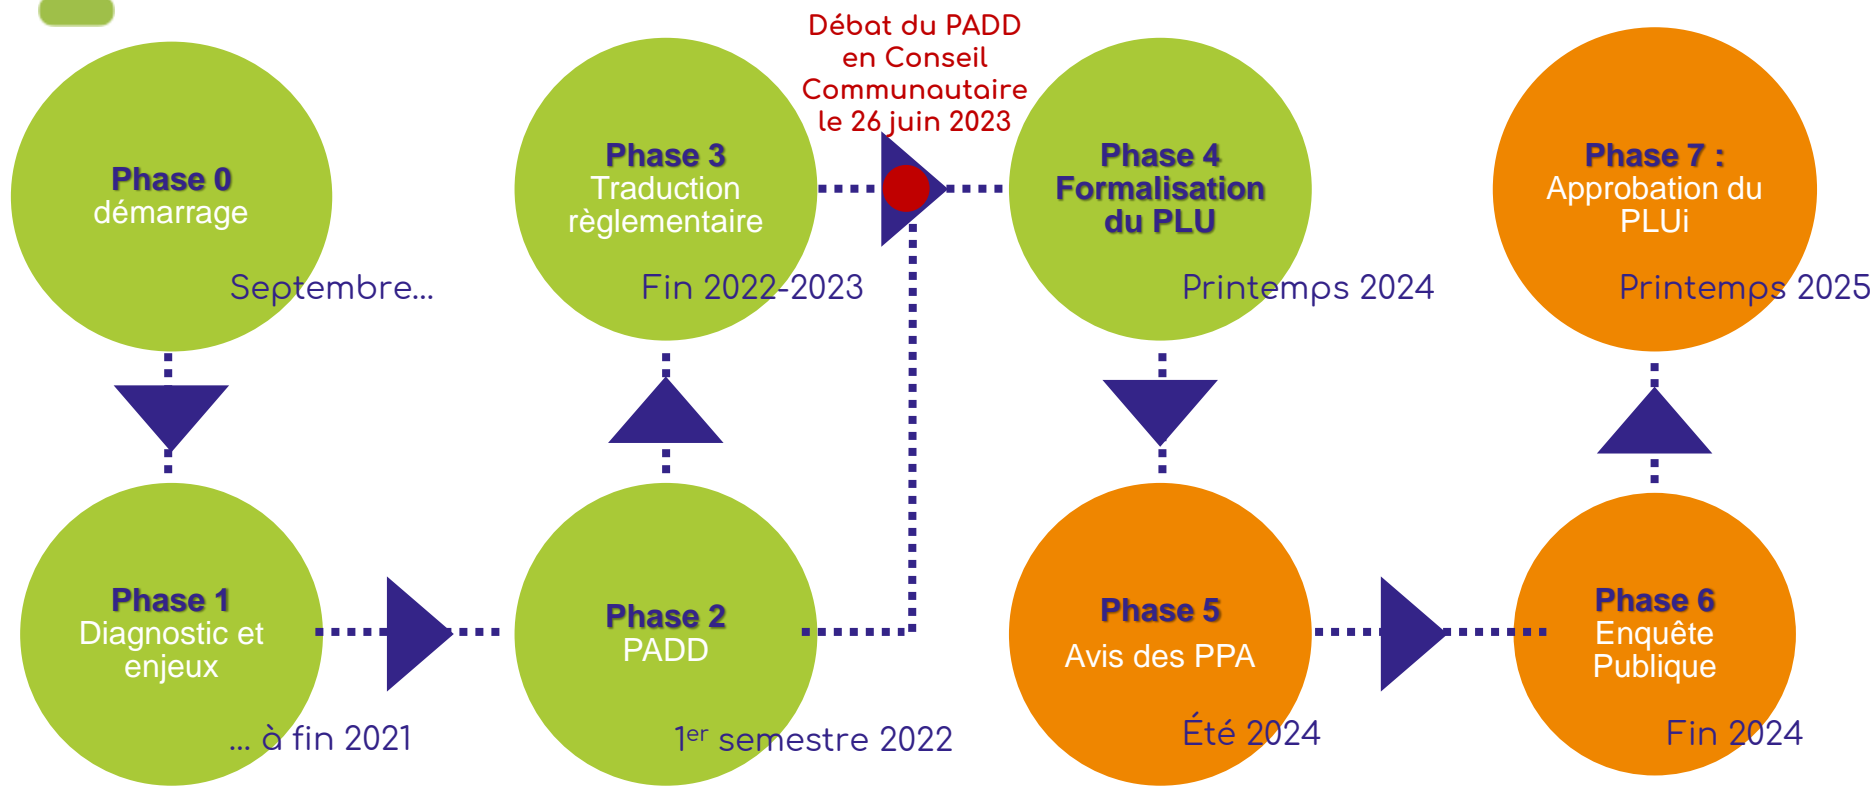 Phase 0
démarrage
Septembre...
Phase 1
Diagnostic et
enjeux
... à fin 2021
Phase 2
PADD
1er semestre 2022
Phase 3
Traduction
règlementaire
Fin 2022-2023
Débat du PADD
en Conseil
Communautaire
le 26 juin 2023
Phase 4
Formalisation
du PLU
Printemps 2024
Phase 5
Avis des PPA
Été 2024
Phase 6
Enquête
Publique
Fin 2024
Phase 7 :
Approbation du
PLUi
Printemps 2025